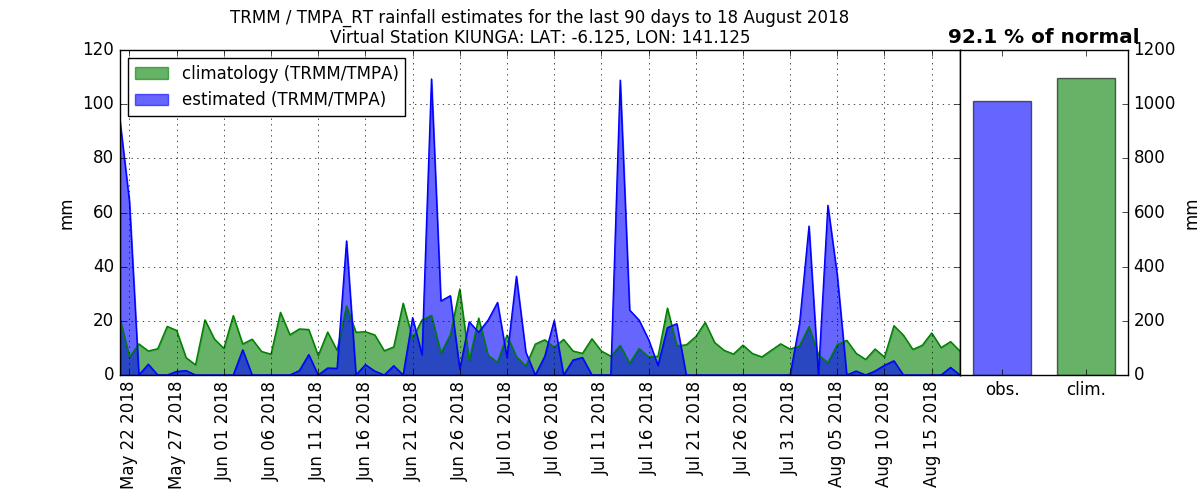 TRMM / TMPA_RT rainfall estimates for the last 90 days to 18 August 2018
Virtual Station KIUNGA: LAT: -6.125, LON: 141.125
92.1 % of normal
climatology (TRMM/TMPA)
estimated (TRMM/TMPA)
120
100
80
60
40
20
0
mm
May 22 2018
May 27 2018
Jun 01 2018
Jun 06 2018
Jun 11 2018
Jun 16 2018
Jun 21 2018
Jun 26 2018
Jul 01 2018
Jul 06 2018
Jul 11 2018
Jul 16 2018
Jul 21 2018
Jul 26 2018
Jul 31 2018
Aug 05 2018
Aug 10 2018
Aug 15 2018
obs.
clim.
1200
1000
800
600
400
200
0
mm